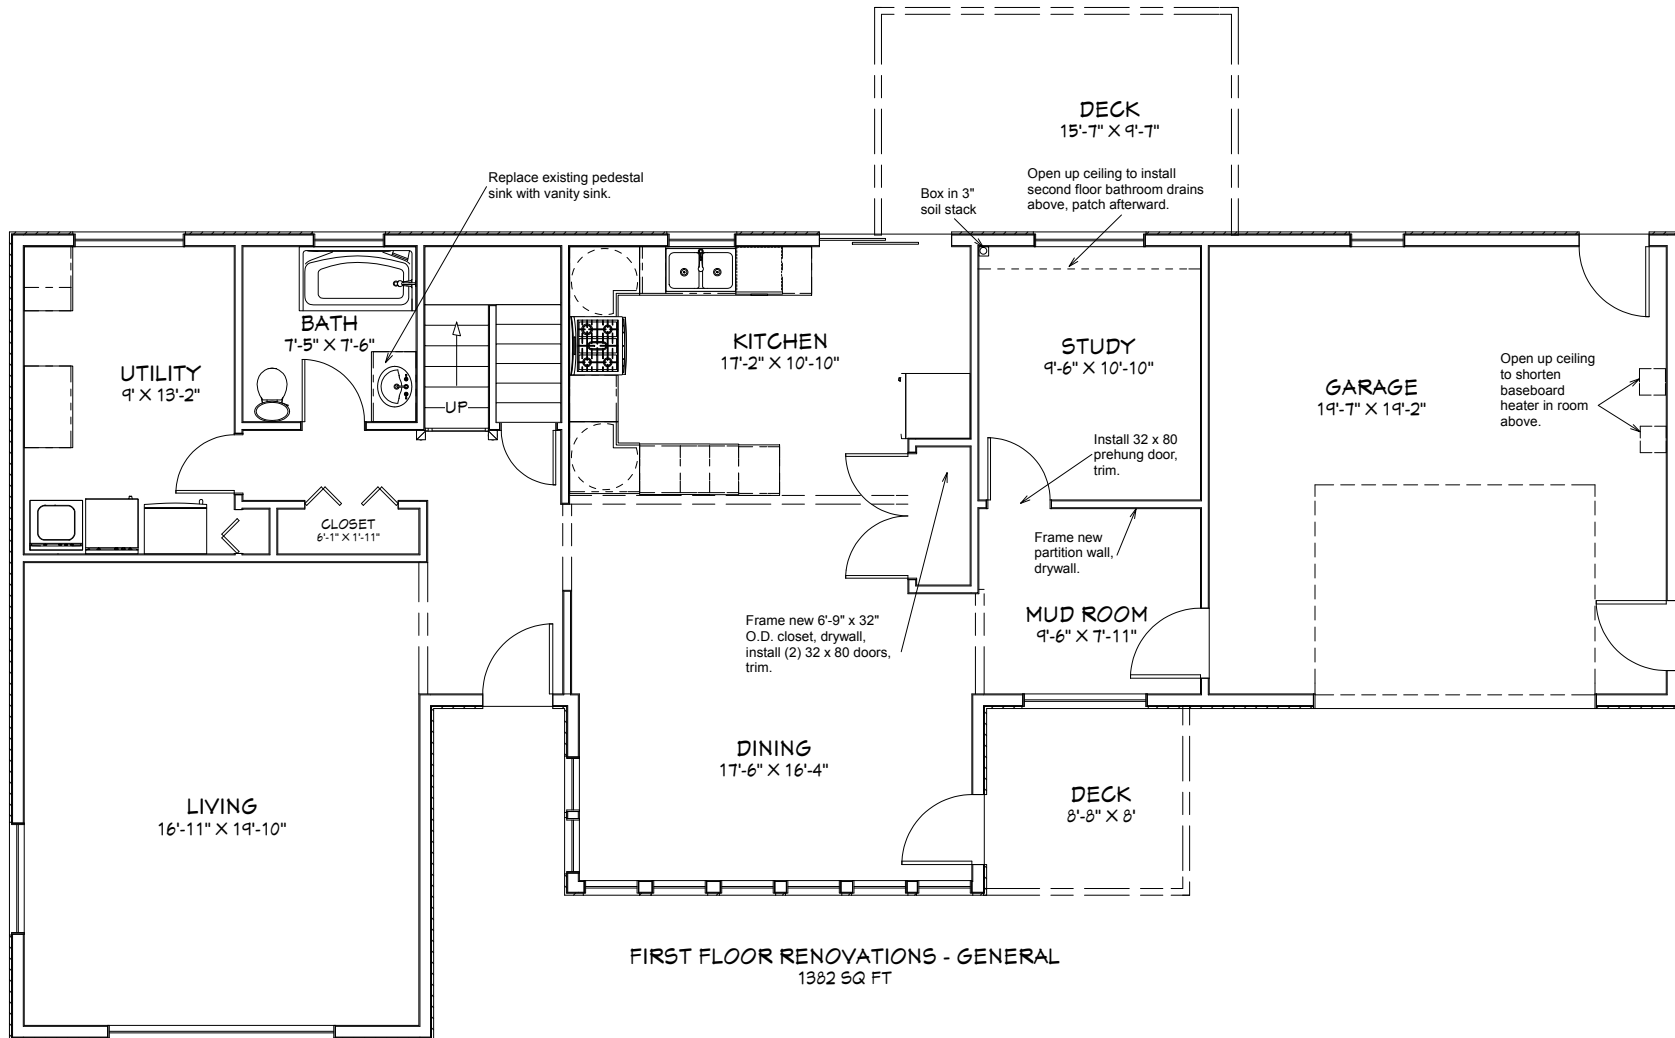 DECK
15'-7" X 9'-7"
Replace existing pedestal
sink with vanity sink.
Box in 3"
soil stack
Open up ceiling to install
second floor bathroom drains
above, patch afterward.
BATH
7'-5" X 7'-6"
UTILITY
9' X 13'-2"
UP
KITCHEN
17'-2" X 10'-10"
STUDY
9'-6" X 10'-10"
GARAGE
19'-7" X 19'-2"
Open up ceiling
to shorten
baseboard
heater in room
above.
Install 32 x 80
prehung door,
trim.
CLOSET
6'-1" X 1'-11"
Frame new
partition wall,
drywall.
Frame new 6'-9" x 32"
O.D. closet, drywall,
install (2) 32 x 80 doors,
trim.
MUD ROOM
9'-6" X 7'-11"
DINING
17'-6" X 16'-4"
DECK
8'-8" X 8'
LIVING
16'-11" X 19'-10"
FIRST FLOOR RENOVATIONS - GENERAL
1382 SQ FT